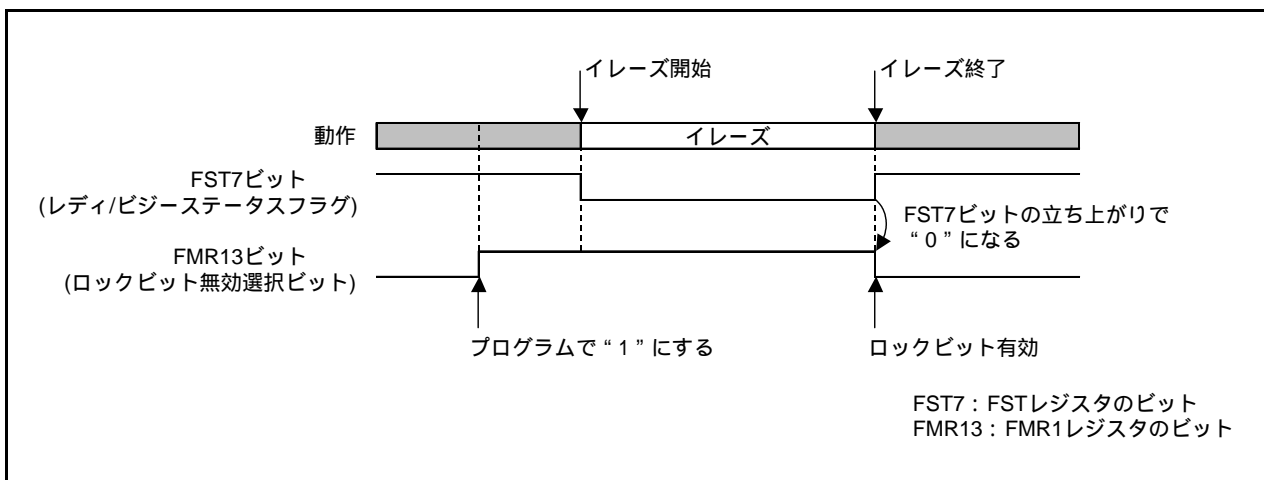 イレーズ開始
イレーズ終了
動作
イレーズ
FST7ビット
(レディ/ビジーステータスフラグ)
FST7ビットの立ち上がりで
“0”になる
FMR13ビット
(ロックビット無効選択ビット)
プログラムで“1”にする
ロックビット有効
FST7：FSTレジスタのビット
FMR13：FMR1レジスタのビット